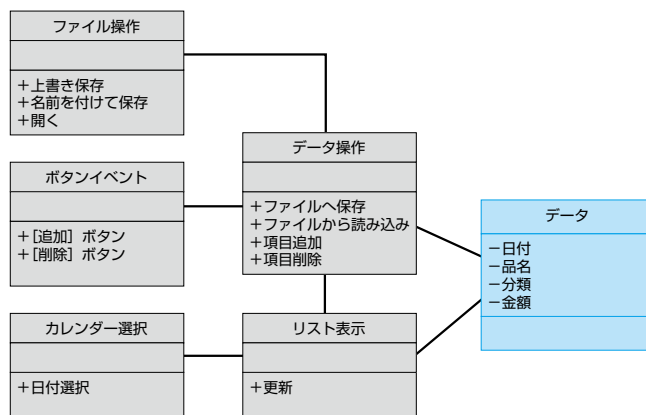 ファイル操作
＋上書き保存
＋名前を付けて保存
＋開く
ボタンイベント
＋[追加] ボタン
＋[削除] ボタン
カレンダー選択
＋日付選択
データ操作
＋ファイルへ保存
＋ファイルから読み込み
＋項目追加
＋項目削除
リスト表示
＋更新
データ
－日付
－品名
－分類
－金額